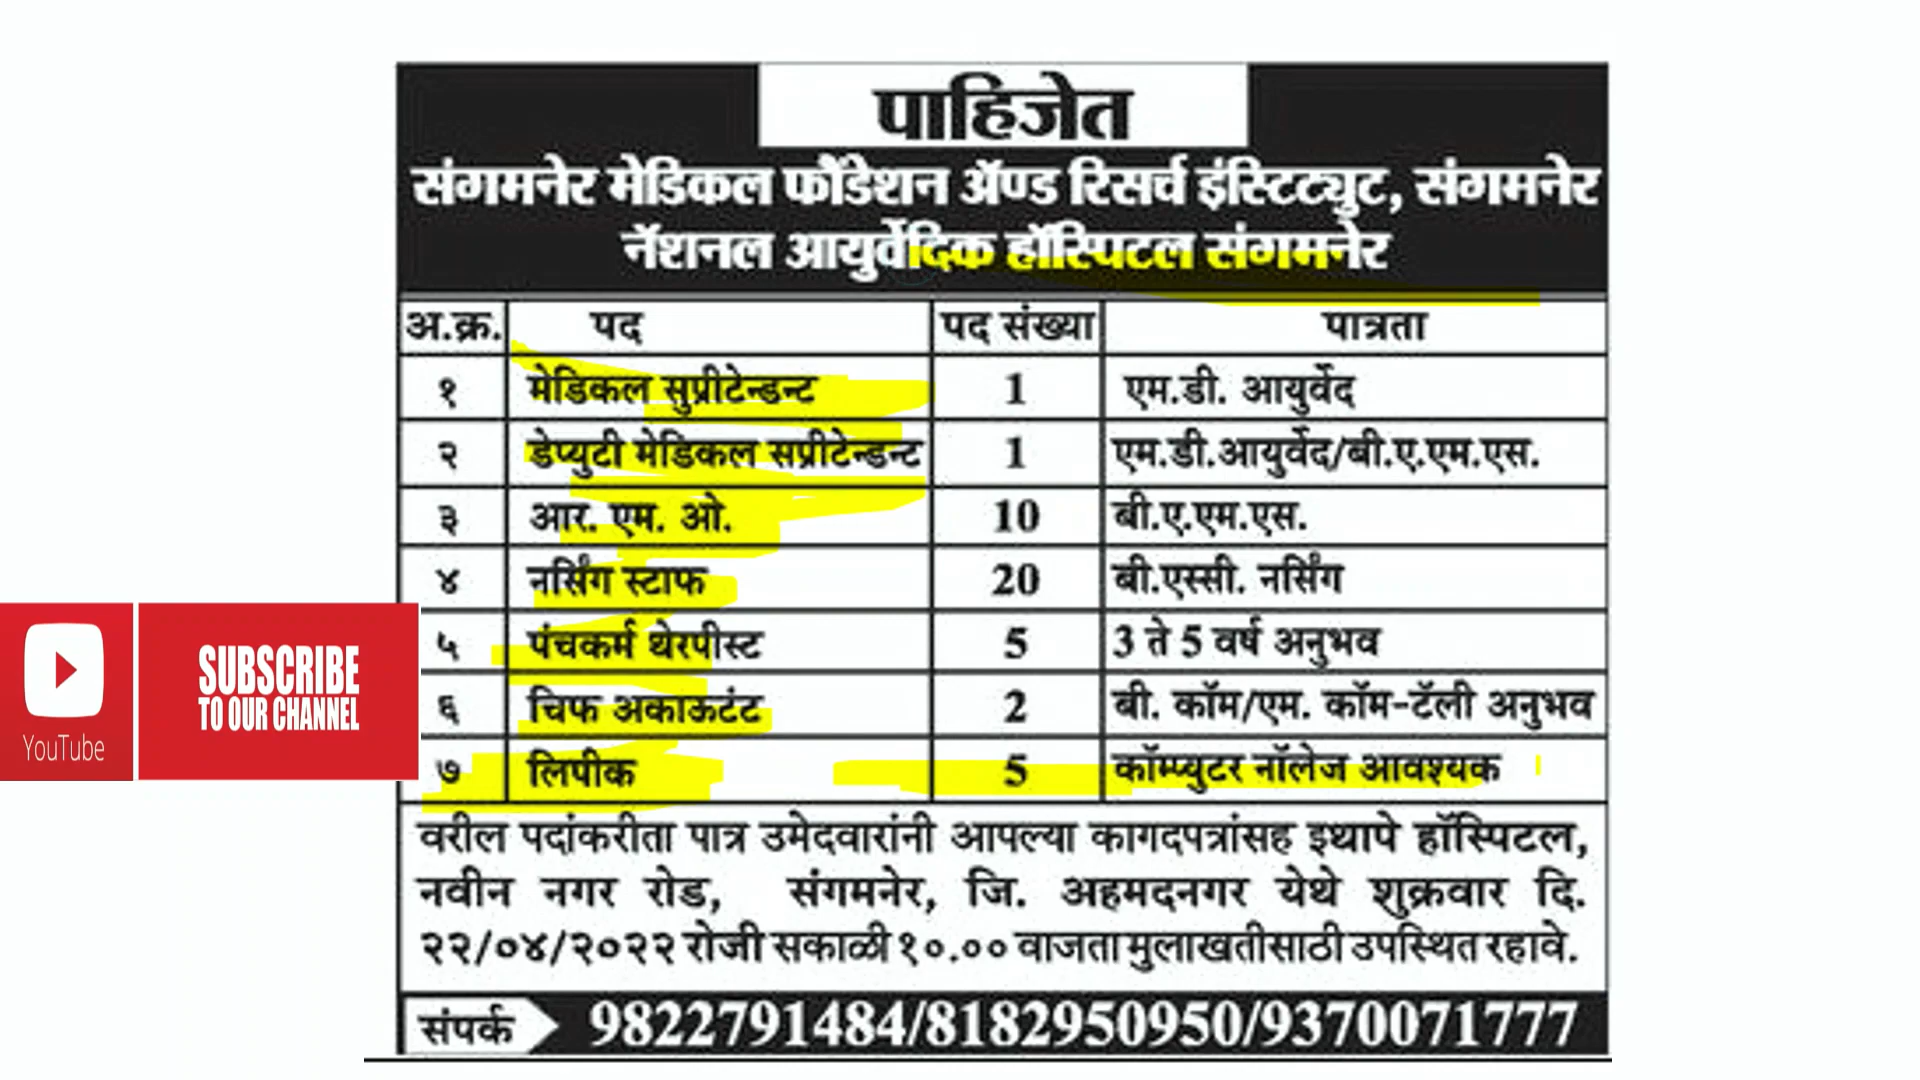 पाहिजेत
संगमनेर मेडिकल फौंडेशन ॲण्ड रिसर्च इंस्टिट्युट, संगमनेर
नॅशनल आयुर्वेदिक हॉस्पिटल संगमनेर
अ.क्र. पद पद संख्या पात्रता
१ मेडिकल सुप्रीटेन्डन्ट 1 एम.डी. आयुर्वेद
२ डेप्युटी मेडिकल सप्रीटेन्डन्ट 1 एम.डी.आयुर्वेद/बी.ए.एम.एस.
३ आर. एम. ओ. 10 बी.ए.एम.एस.
४ नर्सिंग स्टाफ 20 बी.एस्सी. नर्सिंग
५ पंचकर्म थेरपीस्ट 5 3 ते 5 वर्ष अनुभव
६ चिफ अकाऊटंट 2 बी. कॉम/एम. कॉम-टॅली अनुभव
७ लिपीक 5 कॉम्प्युटर नॉलेज आवश्यक
वरील पदांकरीता पात्र उमेदवारांनी आपल्या कागदपत्रांसह इथापे हॉस्पिटल,
नवीन नगर रोड, संगमनेर, जि. अहमदनगर येथे शुक्रवार दि.
२२/०४/२०२२ रोजी सकाळी १०.०० वाजता मुलाखतीसाठी उपस्थित रहावे.
संपर्क 9822791484/8182950950/9370071777
SUBSCRIBE
TO OUR CHANNEL
YouTube